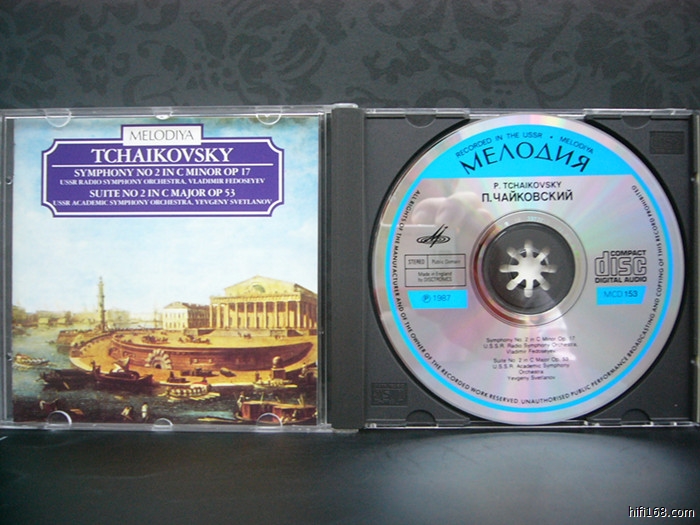 MELODIYA
TCHAIKOVSKY
SYMPHONY NO 2 IN C MINOR OP 17
USSR RADIO SYMPHONY ORCHESTRA, VLADIMIR FEDOSEYEV
SUITE NO 2 IN C MAJOR OP 53
USSR ACADEMIC SYMPHONY ORCHESTRA, YEVGENY SVETLANOV
RECORDED IN THE USSR • MELODIYA
МЕЛОДИЯ
P. TCHAIKOVSKY
П.ЧАЙКОВСКИЙ
STEREO
Public Domain
Made in England
by DISCTRONICS
℗ 1987
COMPACT
disc
DIGITAL AUDIO
MCD 153
Symphony No. 2 in C Minor Op. 17
U.S.S.R. Radio Symphony Orchestra,
Vladimir Fedoseyev
Suite No. 2 in C Major Op. 53
U.S.S.R. Academic Symphony
Orchestra
Yevgeny Svetlanov
ALL RIGHTS OF THE MANUFACTURER AND OF THE OWNER OF THE RECORDED WORK RESERVED. UNAUTHORISED PUBLIC PERFORMANCE BROADCASTING AND COPYING OF THIS RECORD PROHIBITED
hifi168.com